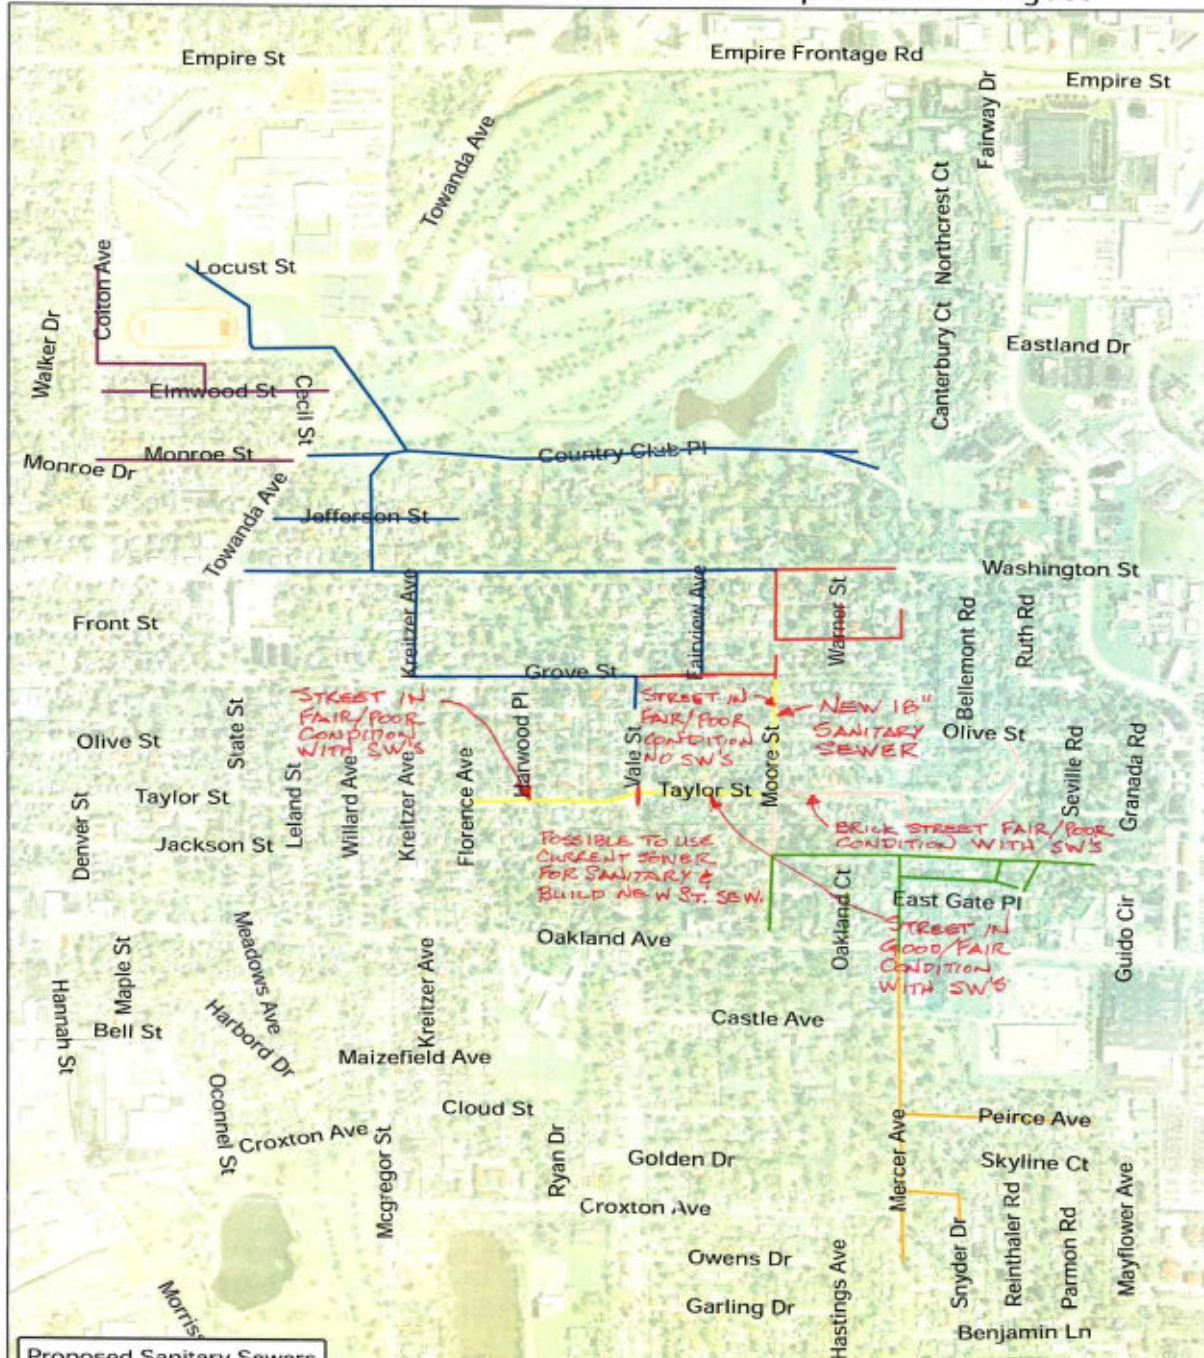 Empire St
Empire Frontage Rd
Empire St
Fairway Dr
Towanda Ave
Northcrest Ct
Colton Ave
Locust St
Canterbury Ct
Walker Dr
Eastland Dr
Elmwood St
Cecil St
Monroe St
Country Club Pl
Monroe Dr
Towanda Ave
Jefferson St
Washington St
Kreitzer Ave
Fairview Ave
Warner St
Front St
Bellemont Rd
Ruth Rd
Grove St
STREET IN
FAIR/POOR
CONDITION
WITH SW'S
STREET IN
FAIR/POOR
CONDITION
NO SW'S
NEW 18"
SANITARY
SEWER
State St
Harwood Pl
Vale St
Moore St
Olive St
Olive St
Seville Rd
Granada Rd
Leland St
Willard Ave
Kreitzer Ave
Florence Ave
Taylor St
Taylor St
Denver St
Jackson St
BRICK STREET FAIR/POOR
CONDITION WITH SW'S
POSSIBLE TO USE
CURRENT SEWER
FOR SANITARY &
BUILD NEW ST. SEW.
Oakland Ct
East Gate Pl
STREET IN
GOOD/FAIR
CONDITION
WITH SW'S
Guido Cir
Oakland Ave
Maple St
Meadows Ave
Kreitzer Ave
Hannah St
Bell St
Harbord Dr
Castle Ave
Maizefield Ave
Cloud St
Peirce Ave
Oconnel St
Croxton Ave
Mcgregor St
Ryan Dr
Golden Dr
Mercer Ave
Skyline Ct
Croxton Ave
Snyder Dr
Reinthaler Rd
Parmon Rd
Mayflower Ave
Owens Dr
Hastings Ave
Garling Dr
Morriss
Benjamin Ln
Proposed Sanitary Sewers